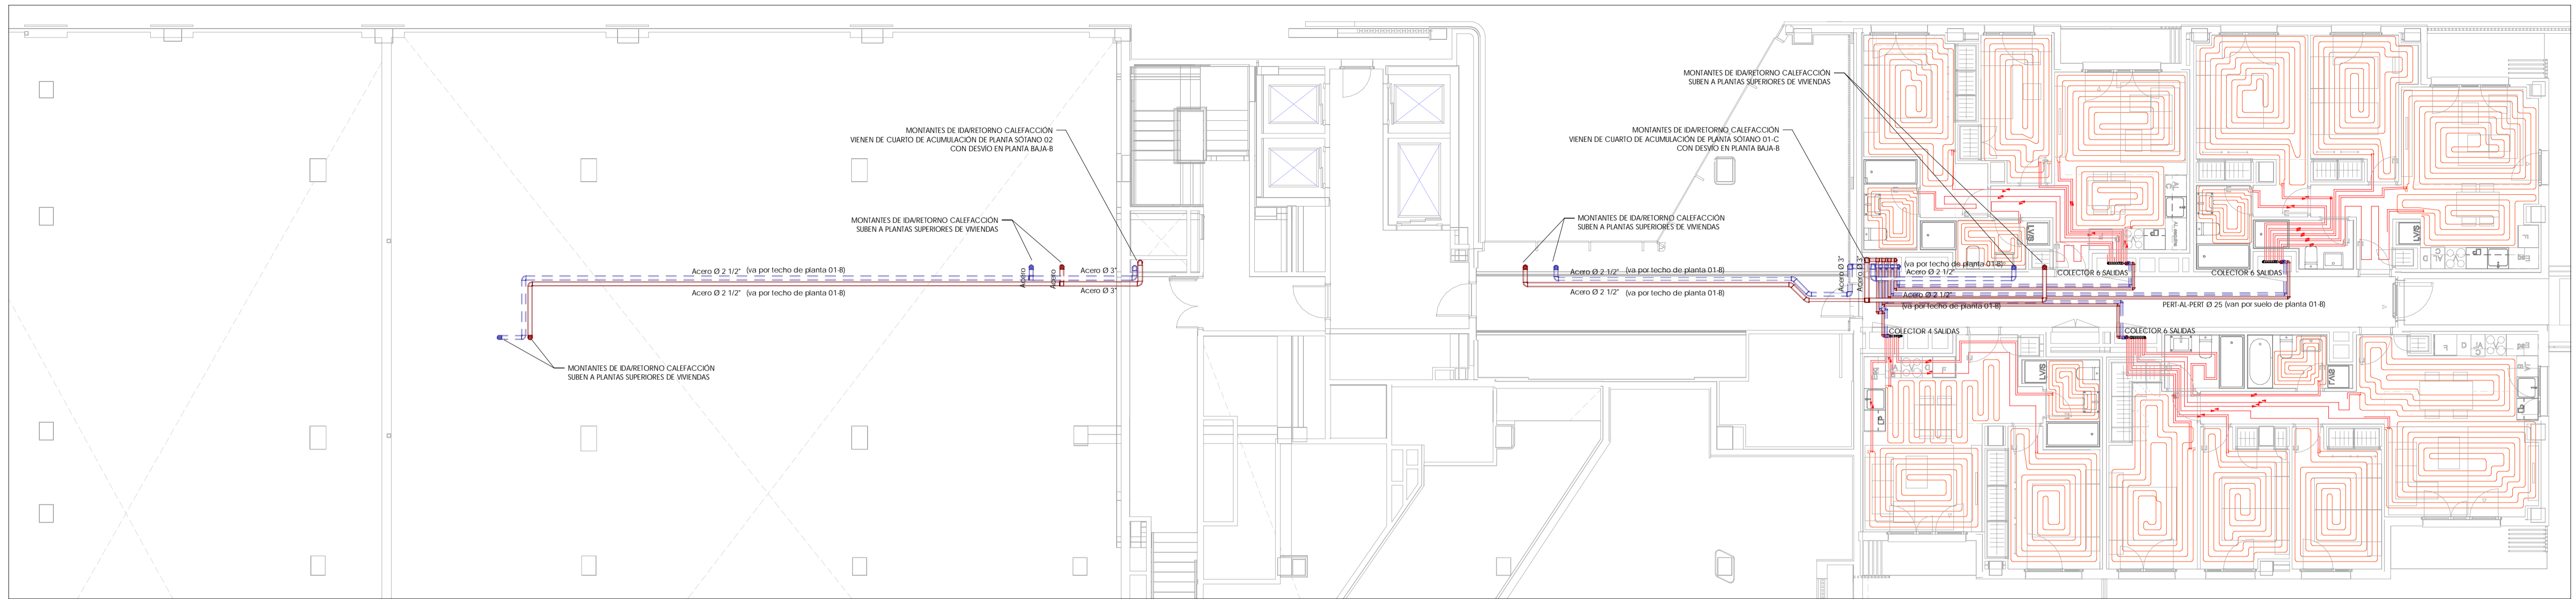 MONTANTES DE IDA/RETORNO CALEFACCIÓN
SUBEN A PLANTAS SUPERIORES DE VIVIENDAS
MONTANTES DE IDA/RETORNO CALEFACCIÓN
VIENEN DE CUARTO DE ACUMULACIÓN DE PLANTA SÓTANO 02
CON DESVÍO EN PLANTA BAJA-B
MONTANTES DE IDA/RETORNO CALEFACCIÓN
VIENEN DE CUARTO DE ACUMULACIÓN DE PLANTA SÓTANO 01-C
CON DESVÍO EN PLANTA BAJA-B
MONTANTES DE IDA/RETORNO CALEFACCIÓN
SUBEN A PLANTAS SUPERIORES DE VIVIENDAS
MONTANTES DE IDA/RETORNO CALEFACCIÓN
SUBEN A PLANTAS SUPERIORES DE VIVIENDAS
Acero Ø 2 1/2" (va por techo de planta 01-B)
Acero
Acero
Acero Ø 3"
Acero Ø 2 1/2" (va por techo de planta 01-B)
Acero Ø 3"
Acero Ø 2 1/2" (va por techo de planta 01-B)
Acero Ø 2 1/2" (va por techo de planta 01-B)
Acero Ø 3"
Acero Ø 3"
(va por techo de planta 01-B)
Acero Ø 2 1/2"
COLECTOR 6 SALIDAS
COLECTOR 6 SALIDAS
Acero Ø 2 1/2"
(va por techo de planta 01-B)
PERT-AL-PERT Ø 25 (van por suelo de planta 01-B)
COLECTOR 4 SALIDAS
COLECTOR 6 SALIDAS
MONTANTES DE IDA/RETORNO CALEFACCIÓN
SUBEN A PLANTAS SUPERIORES DE VIVIENDAS
LV/S
LV/S
LV/S
LV/S
F
F
D